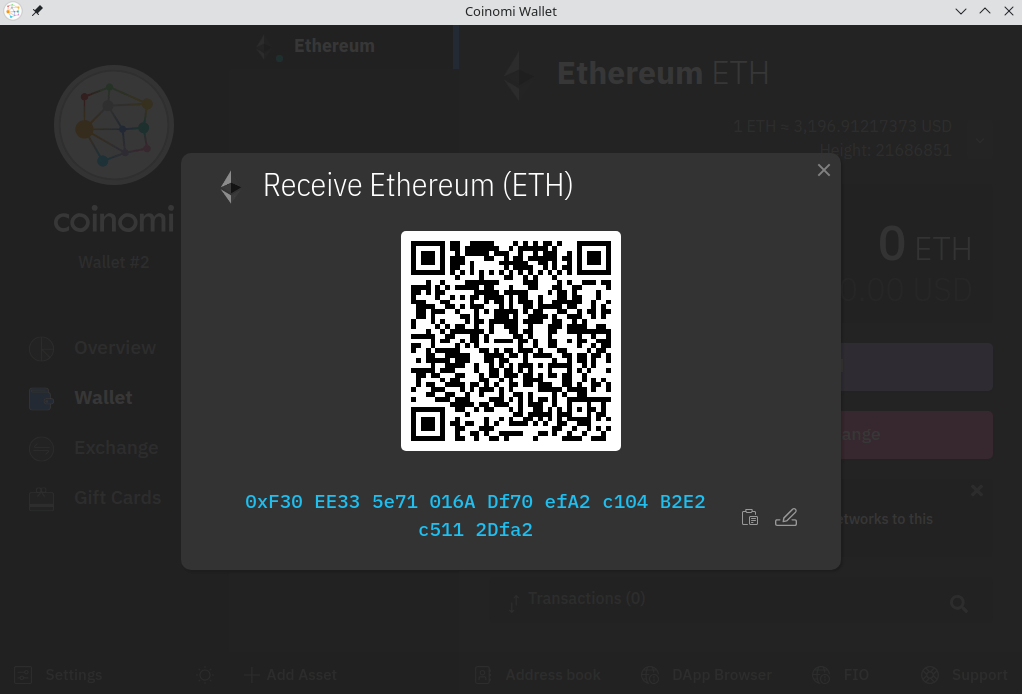 Coinomi Wallet
Ethereum
Ethereum ETH
1 ETH = 3,196.91217373 USD
Height: 21686851
coinomi
Wallet #2
0 ETH
0.00 USD
Receive Ethereum (ETH)
0xF30 EE33 5e71 016A Df70 efA2 c104 B2E2
c511 2Dfa2
Overview
Wallet
Exchange
Gift Cards
ange
etworks to this
Transactions (0)
Settings
Add Asset
Address book
DApp Browser
FIO
Support